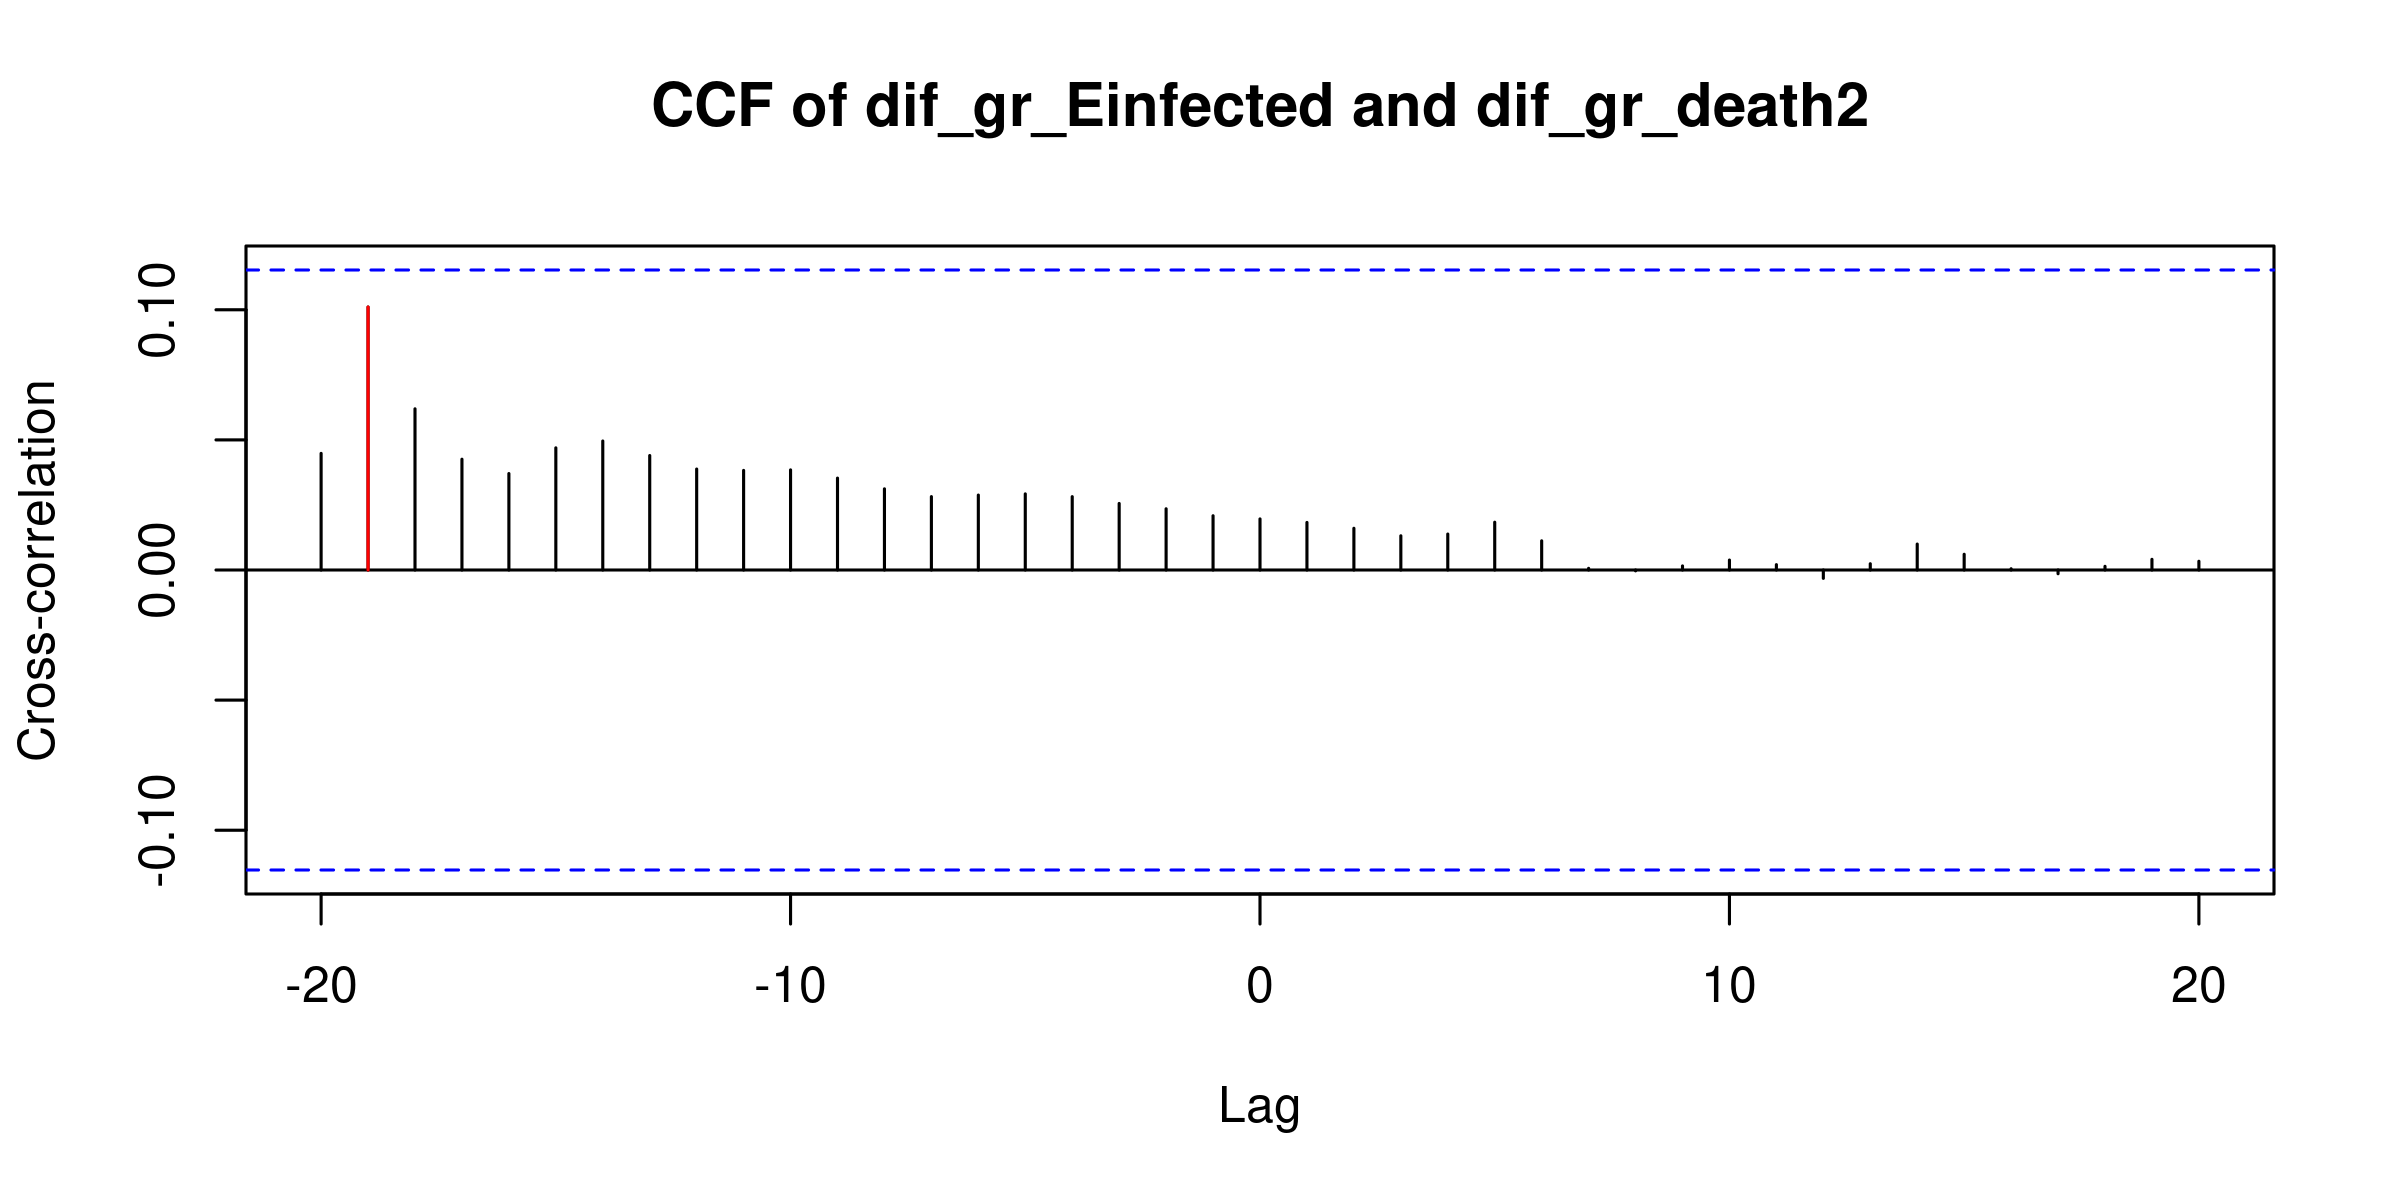 CCF of dif_gr_Einfected and dif_gr_death2
Cross-correlation
0.10
0.00
-0.10
-20 -10 0 10 20
Lag